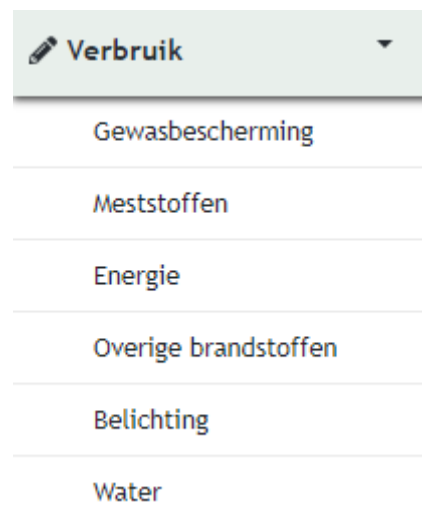 Verbruik
Gewasbescherming
Meststoffen
Energie
Overige brandstoffen
Belichting
Water